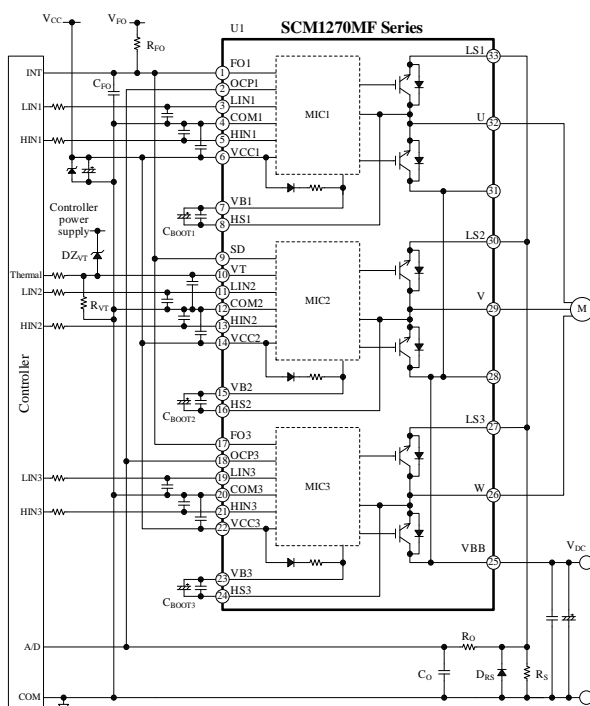 V_CC
V_FO
U1
SCM1270MF Series
R_FO
INT
C_FO
1 FO1
LS1 33
2 OCP1
LIN1
3 LIN1
4 COM1
MIC1
U 32
HIN1
5 HIN1
6 VCC1
31
7 VB1
C_BOOT1
8 HS1
Controller
power
supply
LS2 30
DZ_VT
9 SD
Thermal
10 VT
LIN2
11 LIN2
R_VT
12 COM2
MIC2
V 29
M
HIN2
13 HIN2
14 VCC2
28
Controller
15 VB2
C_BOOT2
16 HS2
LS3 27
17 FO3
18 OCP3
LIN3
19 LIN3
20 COM3
MIC3
W 26
HIN3
21 HIN3
22 VCC3
VBB 25
V_DC
23 VB3
C_BOOT3
24 HS3
A/D
R_O
C_O
D_RS
R_S
COM